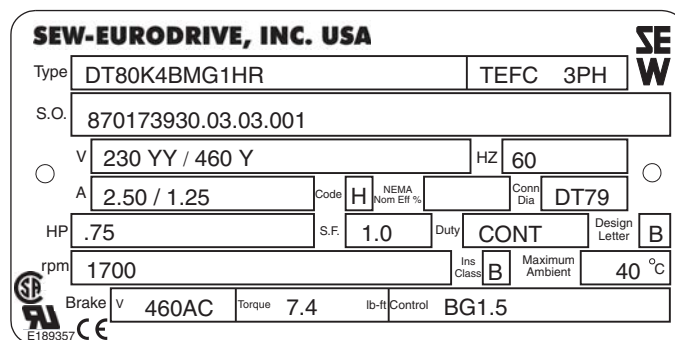 SEW-EURODRIVE, INC. USA
SEW
Type DT80K4BMG1HR TEFC 3PH
S.O. 870173930.03.03.001
V 230 YY / 460 Y HZ 60
A 2.50 / 1.25 Code H NEMA Nom Eff % Conn Dia DT79
HP .75 S.F. 1.0 Duty CONT Design Letter B
rpm 1700 Ins Class B Maximum Ambient 40 °C
Brake V 460AC Torque 7.4 lb-ft Control BG1.5
E189357 CE